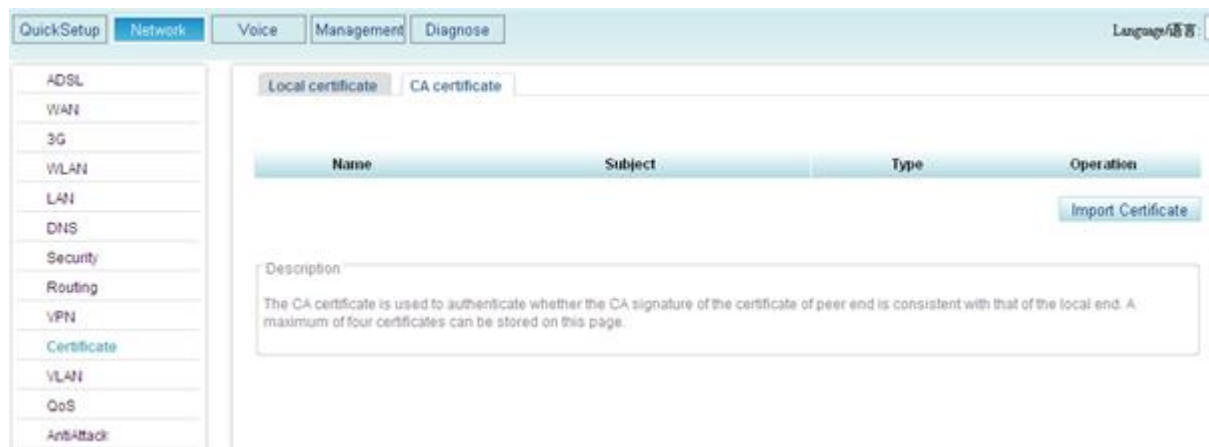 QuickSetup Network Voice Management Diagnose Language/语言:
ADSL
WAN
3G
WLAN
LAN
DNS
Security
Routing
VPN
Certificate
VLAN
QoS
AntiAttack
Local certificate CA certificate
Name Subject Type Operation
Import Certificate
Description
The CA certificate is used to authenticate whether the CA signature of the certificate of peer end is consistent with that of the local end. A
maximum of four certificates can be stored on this page.